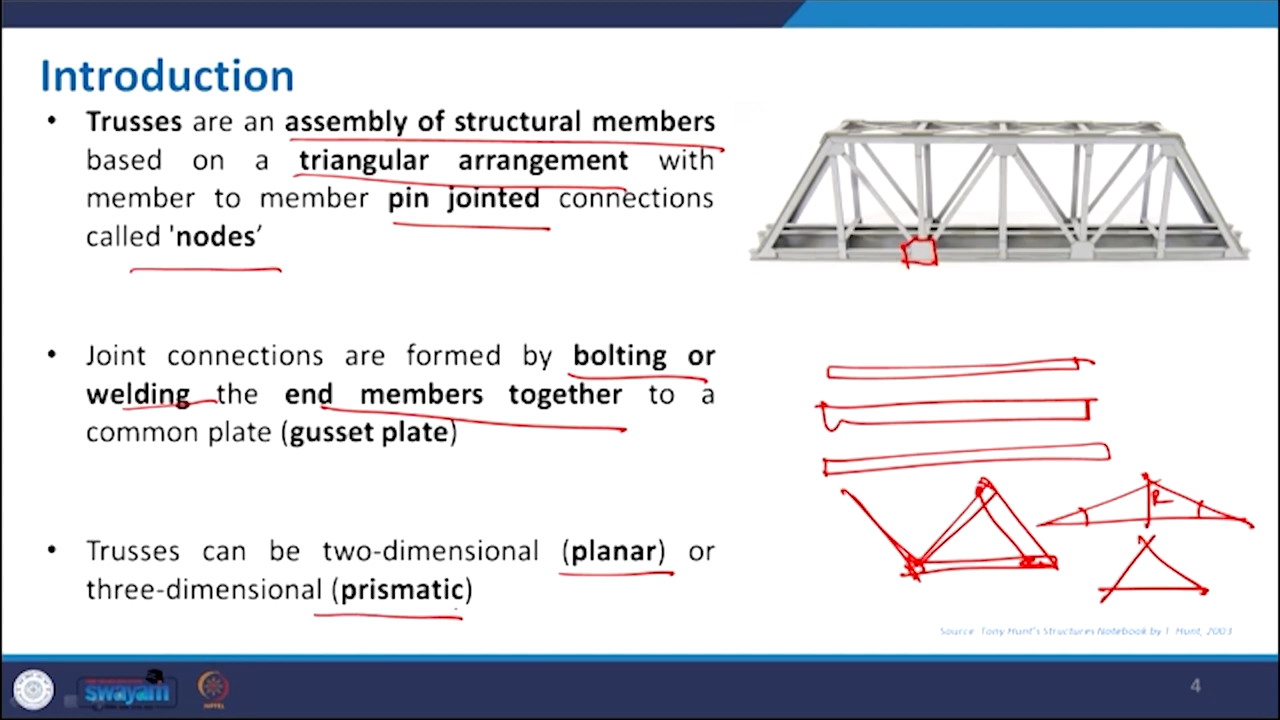 Introduction
• Trusses are an assembly of structural members
based on a triangular arrangement with
member to member pin jointed connections
called 'nodes’
• Joint connections are formed by bolting or
welding the end members together to a
common plate (gusset plate)
• Trusses can be two-dimensional (planar) or
three-dimensional (prismatic)
R
Source: Tony Hunt's Structures Notebook by T. Hunt, 2003
swayam
4